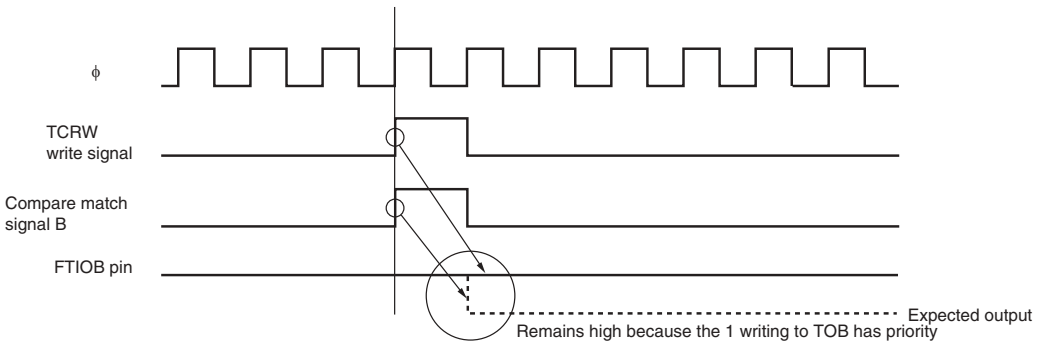 ϕ
TCRW
write signal
Compare match
signal B
FTIOB pin
Expected output
Remains high because the 1 writing to TOB has priority